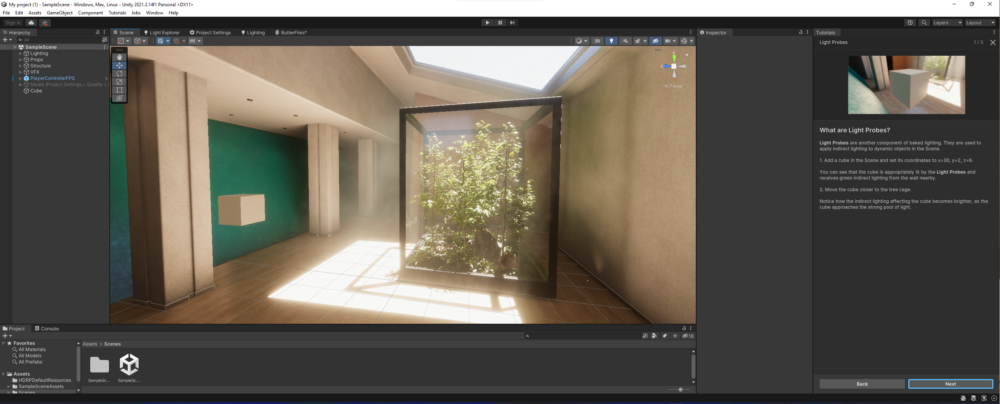 My project (1) - SampleScene - Windows, Mac, Linux - Unity 2021.3.14f1 Personal <DX11>
File Edit Assets GameObject Component Tutorials Jobs Window Help
Sign in
Layers Layout
Hierarchy
All
SampleScene
Lighting
Props
Structure
VFX
PlayerControllerFPS
Media (Project Settings > Quality >
Cube
Scene Light Explorer Project Settings Lighting ButterFlies*
2D
y
z
Persp
Inspector
Tutorials
Light Probes 1 / 3
What are Light Probes?
Light Probes are another component of baked lighting. They are used to
apply indirect lighting to dynamic objects in the Scene.
1. Add a cube in the Scene and set its coordinates to x=30, y=2, z=6.
You can see that the cube is appropriately lit by the Light Probes and
receives green indirect lighting from the wall nearby.
2. Move the cube closer to the tree cage.
Notice how the indirect lighting affecting the cube becomes brighter, as the
cube approaches the strong pool of light.
Back Next
Project Console
18
Favorites
All Materials
All Models
All Prefabs
Assets
HDRPDefaultResources
SampleSceneAssets
Scenes
Assets > Scenes
SampleSc...
SampleSc...